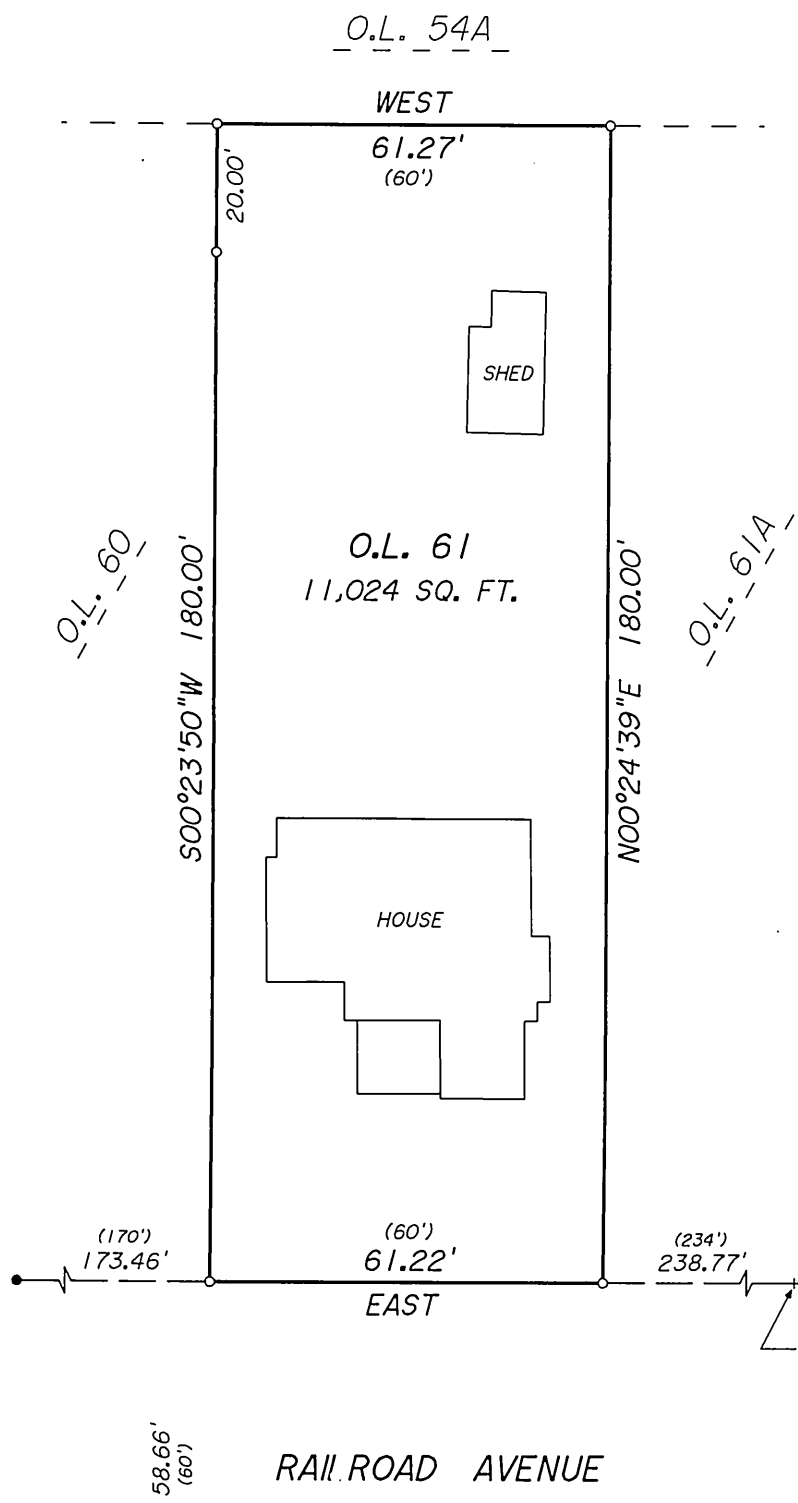 O.L. 54A
WEST
61.27'
(60')
20.00'
SHED
O.L. 60
S00°23'50"W 180.00'
O.L. 61
11,024 SQ. FT.
N00°24'39"E 180.00'
O.L. 61A
HOUSE
(170')
173.46'
(60')
61.22'
EAST
(234')
238.77'
58.66'
(60')
RAILROAD AVENUE